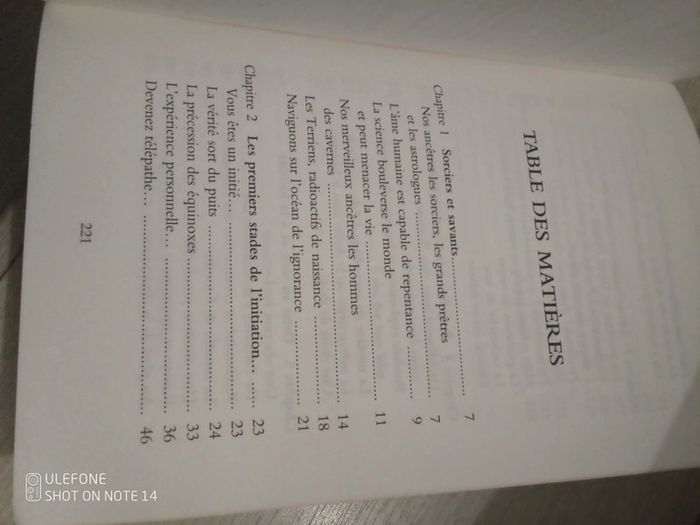 TABLE DES MATIÈRES
Chapitre 1 Sorciers et savants.................... 7
Nos ancêtres les sorciers, les grands prêtres
et les astrologues .................... 7
L'âme humaine est capable de repentance .......... 9
La science bouleverse le monde
et peut menacer la vie .................... 11
Nos merveilleux ancêtres les hommes
des cavernes .................... 14
Les Terriens, radioactifs de naissance .................... 18
Naviguons sur l'océan de l'ignorance .................... 21
Chapitre 2 Les premiers stades de l'initiation... ...... 23
Vous êtes un initié... .................... 23
La vérité sort du puits .................... 24
La précession des équinoxes .................... 33
L'expérience personnelle... .................... 36
Devenez télépathe... .................... 46
221
ULEFONE
SHOT ON NOTE 14